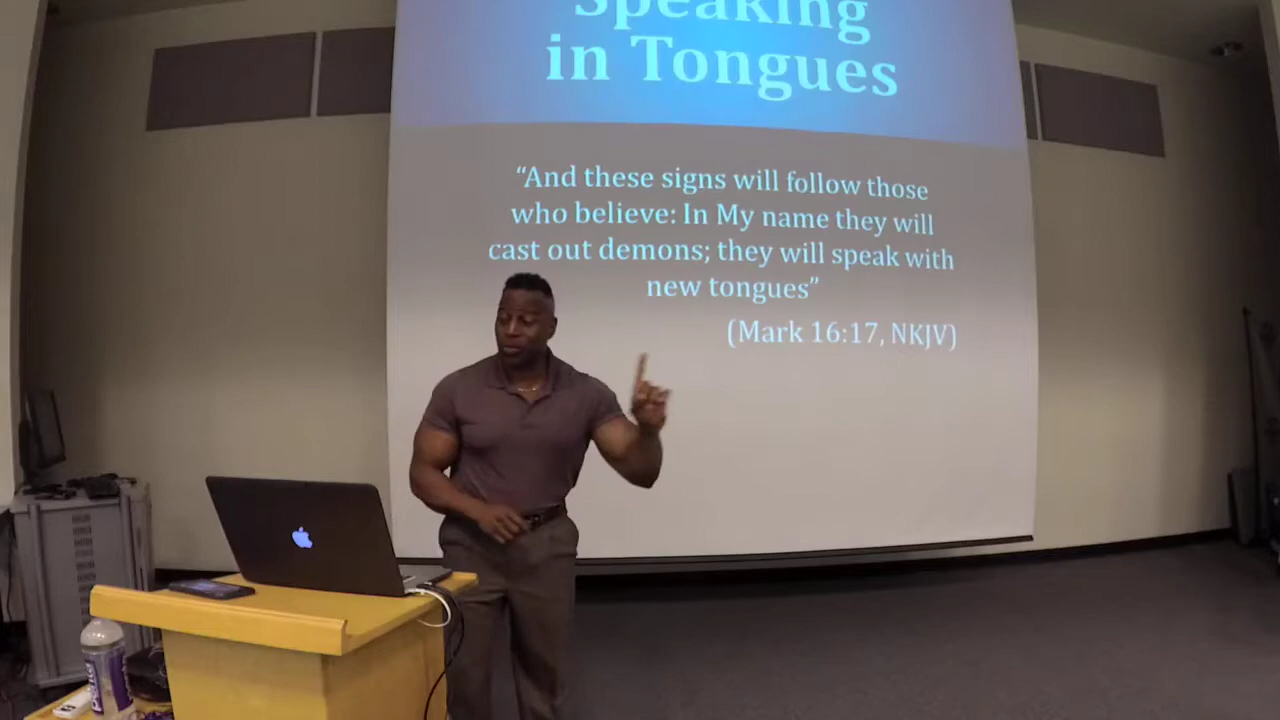 Speaking
in Tongues
“And these signs will follow those
who believe: In My name they will
cast out demons; they will speak with
new tongues”
(Mark 16:17, NKJV)